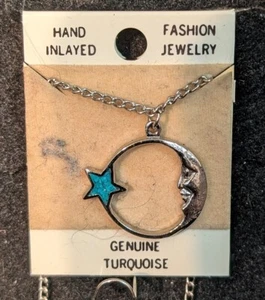 HAND
INLAYED
FASHION
JEWELRY
GENUINE
TURQUOISE